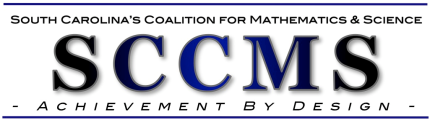 South Carolina's Coalition for Mathematics & Science
SCCMS
- Achievement By Design -